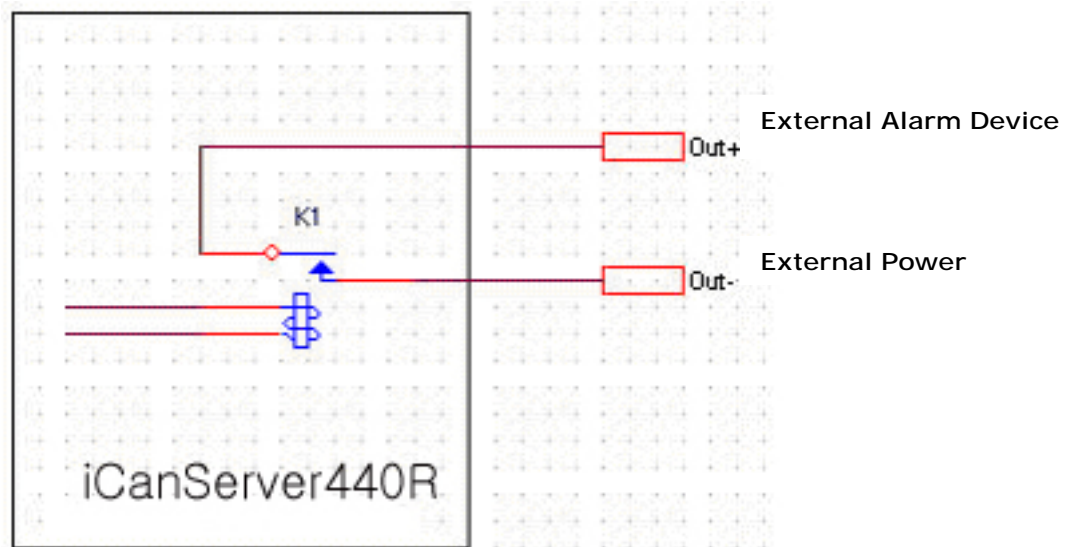 External Alarm Device
Out+
K1
External Power
Out-
iCanServer440R